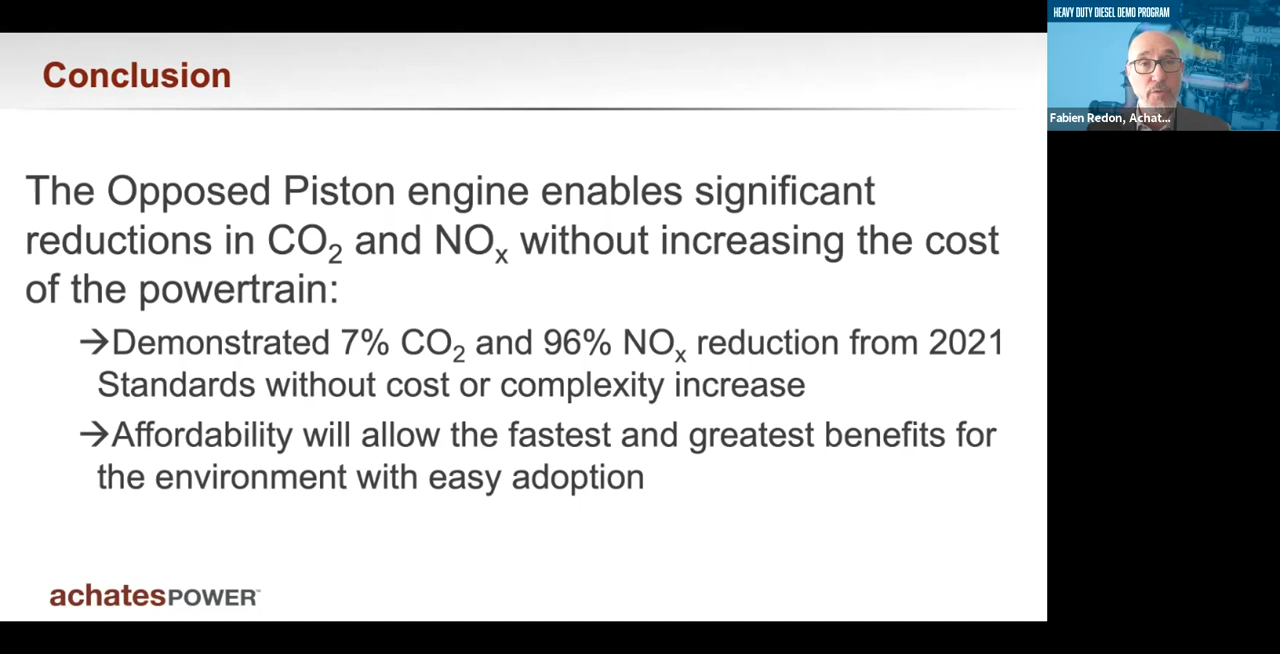 Conclusion
The Opposed Piston engine enables significant
reductions in CO₂ and NOₓ without increasing the cost
of the powertrain:
→Demonstrated 7% CO₂ and 96% NOₓ reduction from 2021
Standards without cost or complexity increase
→Affordability will allow the fastest and greatest benefits for
the environment with easy adoption
achatesPOWER™
HEAVY DUTY DIESEL DEMO PROGRAM
Fabien Redon, Achat...